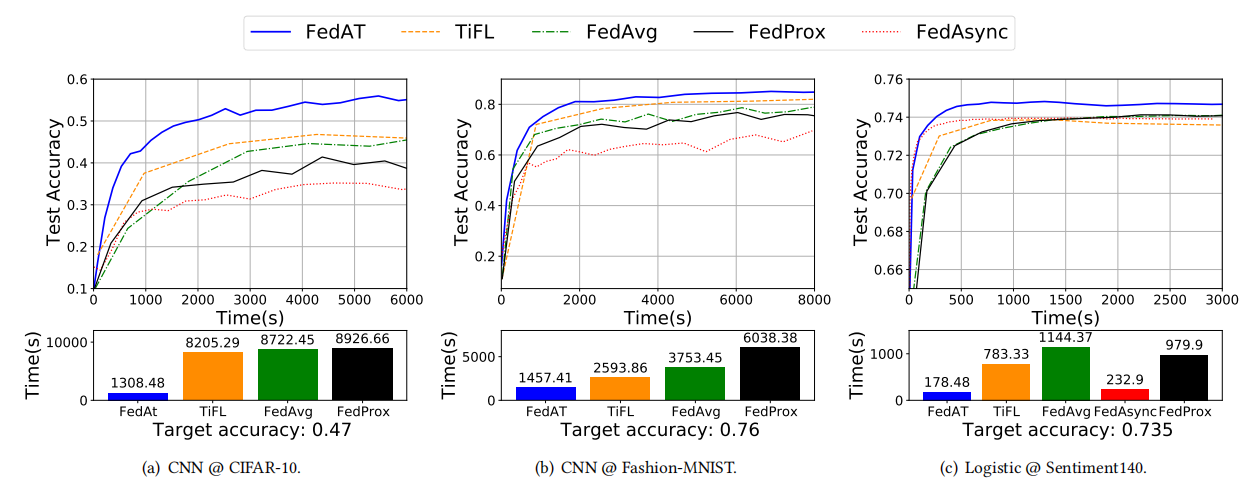 FedAT TiFL FedAvg FedProx FedAsync
0.6
0.5
0.4
0.3
0.2
0.1
Test Accuracy
0 1000 2000 3000 4000 5000 6000
Time(s)
0.8
0.6
0.4
0.2
Test Accuracy
0 2000 4000 6000 8000
Time(s)
0.76
0.74
0.72
0.70
0.68
0.66
Test Accuracy
0 500 1000 1500 2000 2500 3000
Time(s)
10000
0
Time(s)
1308.48 8205.29 8722.45 8926.66
FedAt TiFL FedAvg FedProx
Target accuracy: 0.47
5000
0
Time(s)
1457.41 2593.86 3753.45 6038.38
FedAT TiFL FedAvg FedProx
Target accuracy: 0.76
1000
0
Time(s)
178.48 783.33 1144.37 232.9 979.9
FedAT TiFL FedAvg FedAsync FedProx
Target accuracy: 0.735
(a) CNN @ CIFAR-10.
(b) CNN @ Fashion-MNIST.
(c) Logistic @ Sentiment140.